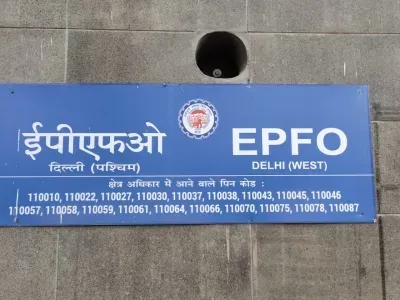 ईपीएफओ
दिल्ली (पश्चिम)
EPFO
DELHI (WEST)
क्षेत्र अधिकार में आने वाले पिन कोड :
110010, 110022, 110027, 110030, 110037, 110038, 110043, 110045, 110046
110057, 110058, 110059, 110061, 110064, 110066, 110070, 110075, 110078, 110087